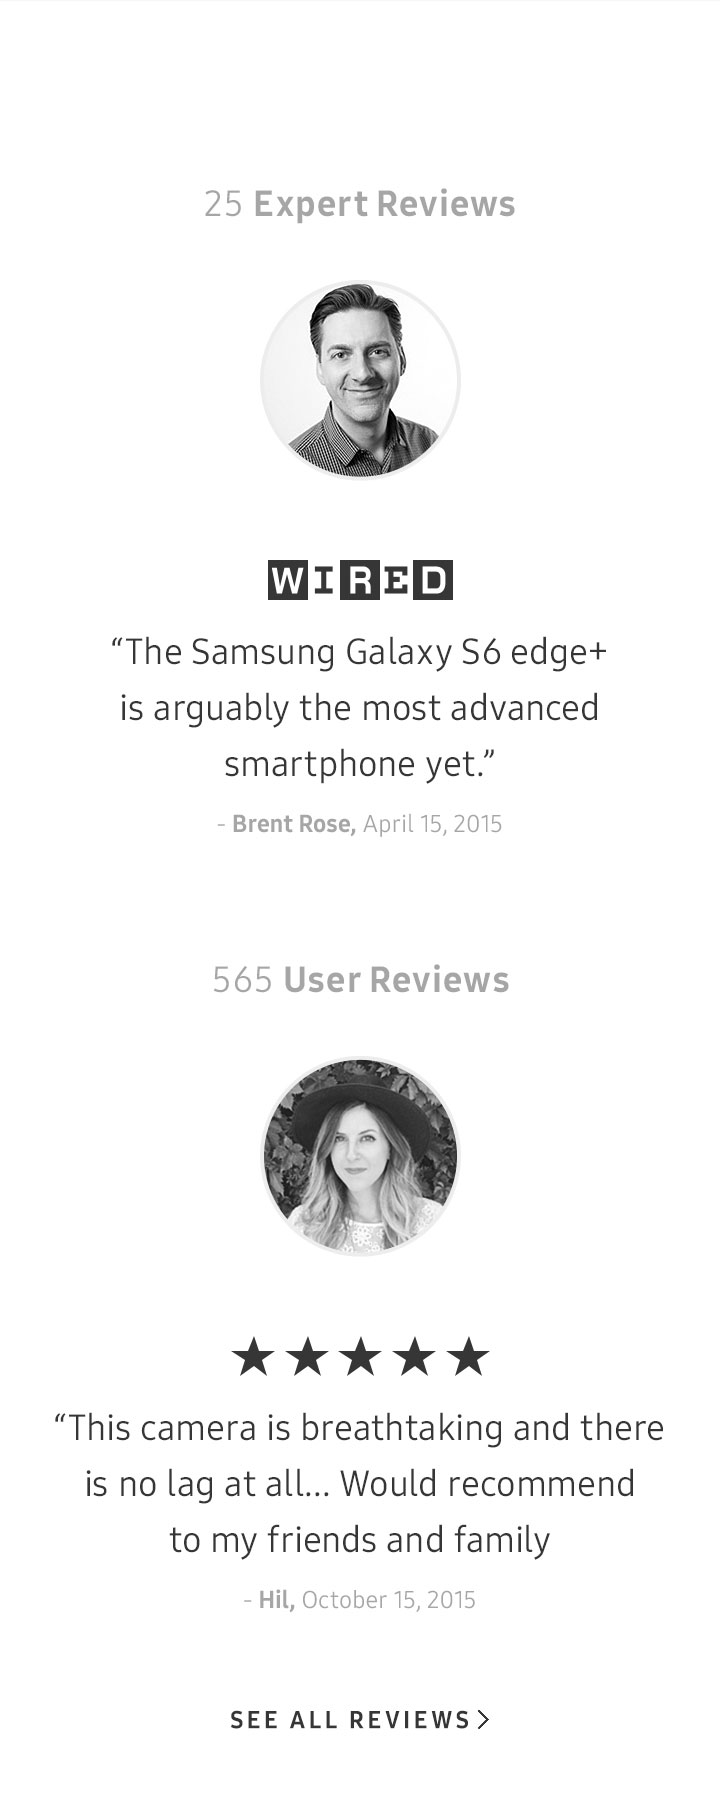 25 Expert Reviews
WIRED
“The Samsung Galaxy S6 edge+
is arguably the most advanced
smartphone yet.”
- Brent Rose, April 15, 2015
565 User Reviews
“This camera is breathtaking and there
is no lag at all... Would recommend
to my friends and family
- Hil, October 15, 2015
SEE ALL REVIEWS